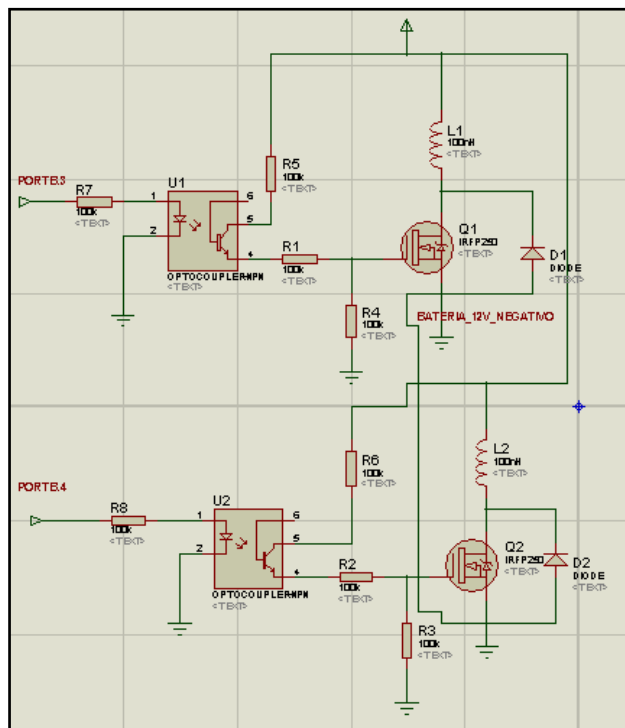 L1
100nH
<TEXT>
R5
100k
<TEXT>
PORTB.3
R7
100k
<TEXT>
U1
1
2
6
5
4
OPTOCOUPLER-NPN
<TEXT>
R1
100k
<TEXT>
Q1
IRFP250
<TEXT>
D1
DIODE
<TEXT>
R4
100k
<TEXT>
BATERIA_12V_NEGATIVO
L2
100nH
<TEXT>
R6
100k
<TEXT>
PORTB.4
R8
100k
<TEXT>
U2
1
2
6
5
4
OPTOCOUPLER-NPN
<TEXT>
R2
100k
<TEXT>
Q2
IRFP250
<TEXT>
D2
DIODE
<TEXT>
R3
100k
<TEXT>